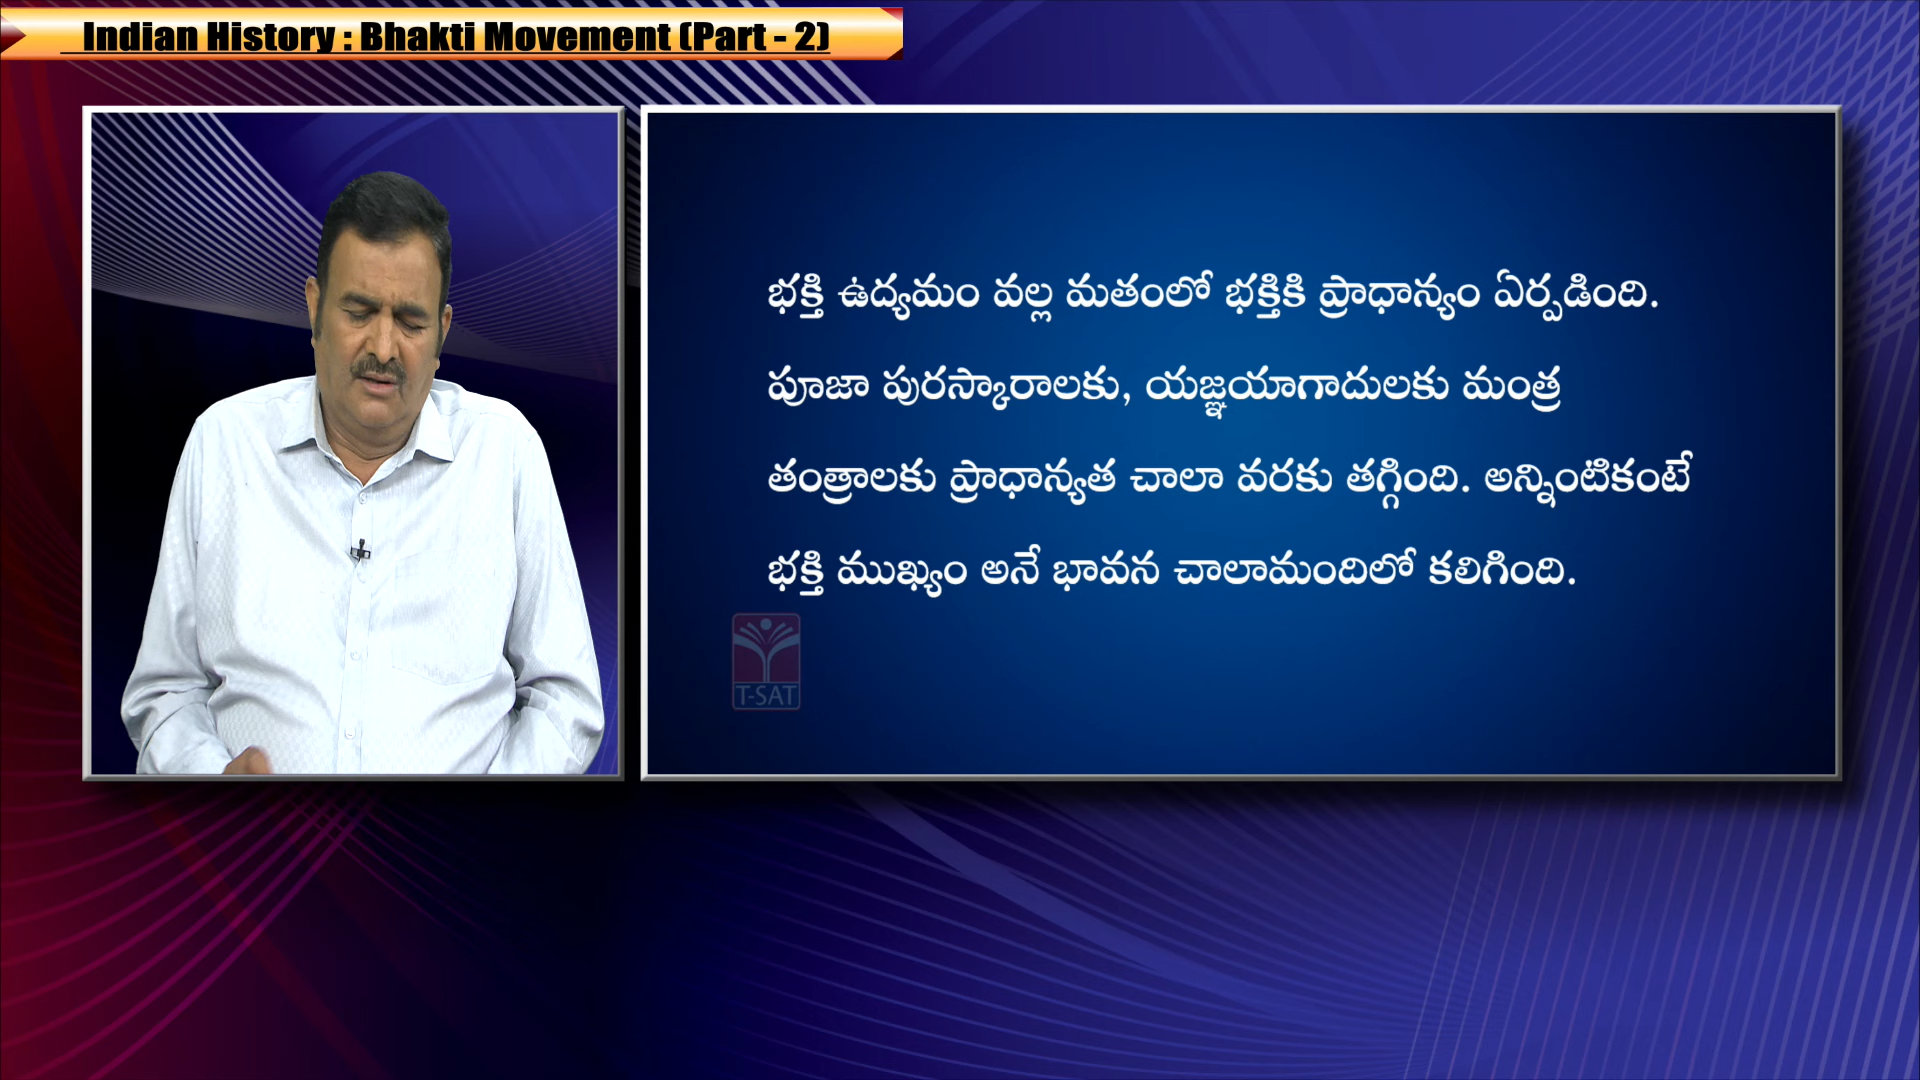 Indian History : Bhakti Movement (Part - 2)
భక్తి ఉద్యమం వల్ల మతంలో భక్తికి ప్రాధాన్యం ఏర్పడింది.
పూజా పురస్కారాలకు, యజ్ఞయాగాదులకు మంత్ర
తంత్రాలకు ప్రాధాన్యత చాలా వరకు తగ్గింది. అన్నింటికంటే
భక్తి ముఖ్యం అనే భావన చాలామందిలో కలిగింది.
T-SAT